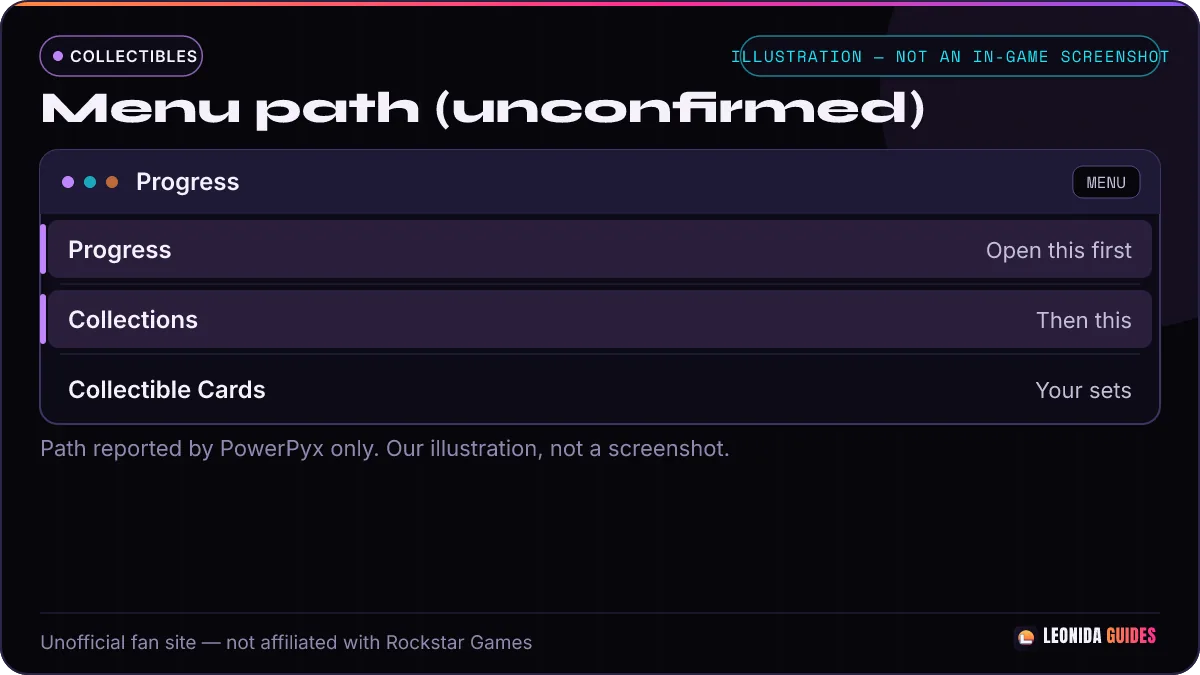 COLLECTIBLES
ILLUSTRATION — NOT AN IN-GAME SCREENSHOT
Menu path (unconfirmed)
Progress
MENU
Progress
Open this first
Collections
Then this
Collectible Cards
Your sets
Path reported by PowerPyx only. Our illustration, not a screenshot.
Unofficial fan site — not affiliated with Rockstar Games
LEONIDA GUIDES